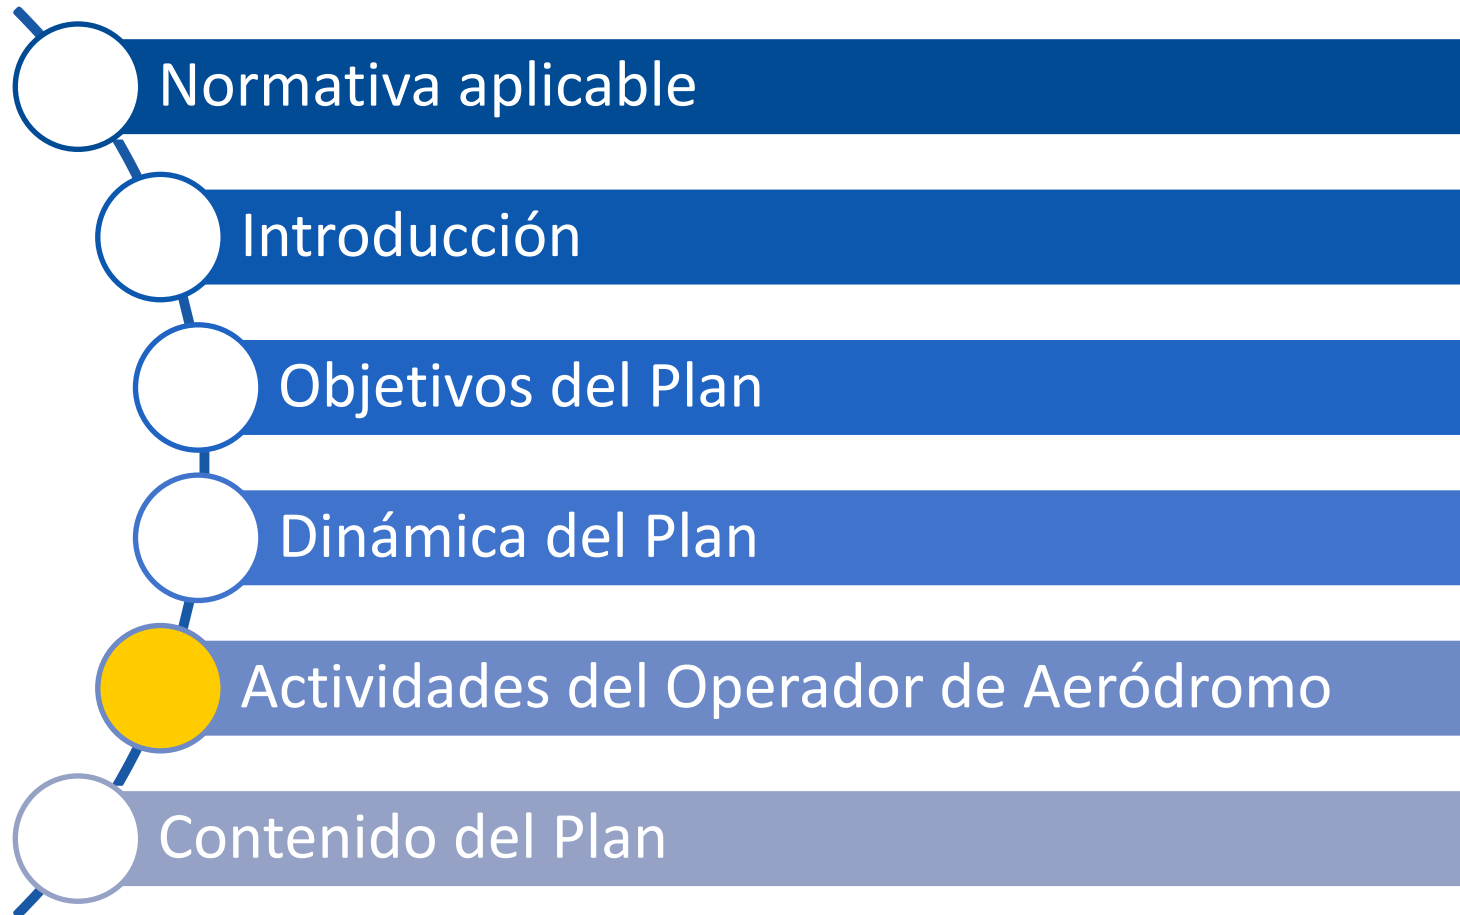 Normativa aplicable
Introducción
Objetivos del Plan
Dinámica del Plan
Actividades del Operador de Aeródromo
Contenido del Plan